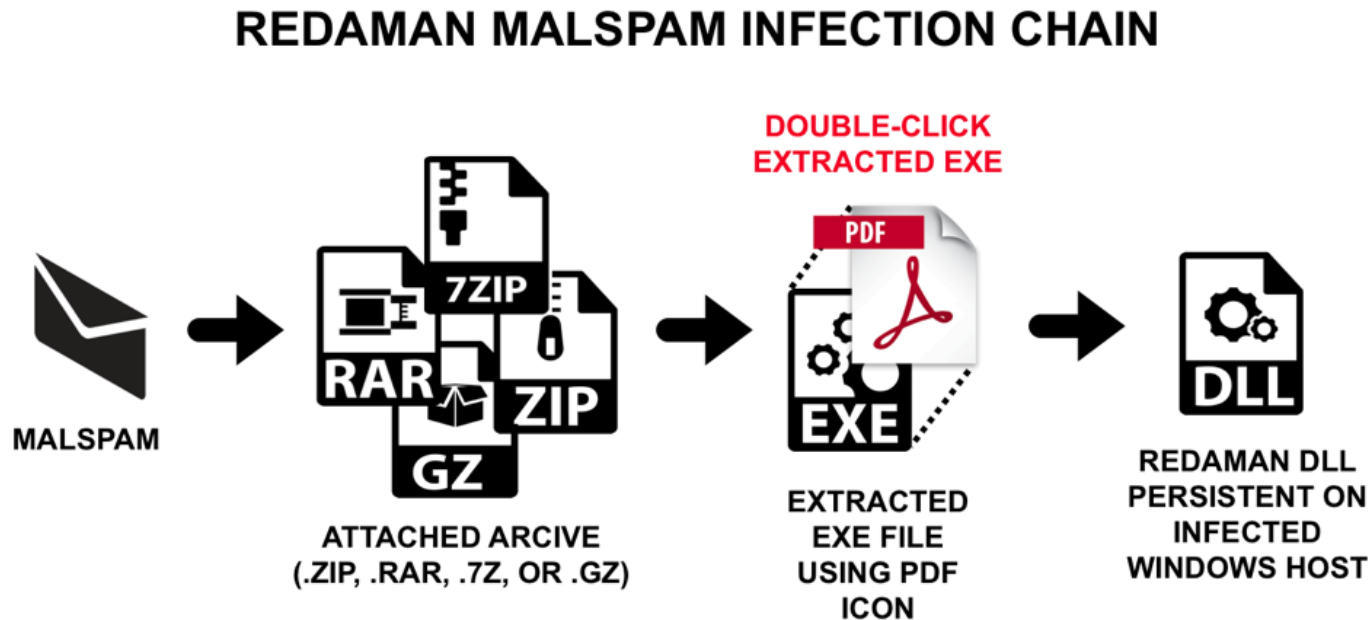 REDAMAN MALSPAM INFECTION CHAIN
MALSPAM
7ZIP
RAR
ZIP
GZ
ATTACHED ARCIVE
(.ZIP, .RAR, .7Z, OR .GZ)
DOUBLE-CLICK
EXTRACTED EXE
PDF
EXE
EXTRACTED
EXE FILE
USING PDF
ICON
DLL
REDAMAN DLL
PERSISTENT ON
INFECTED
WINDOWS HOST